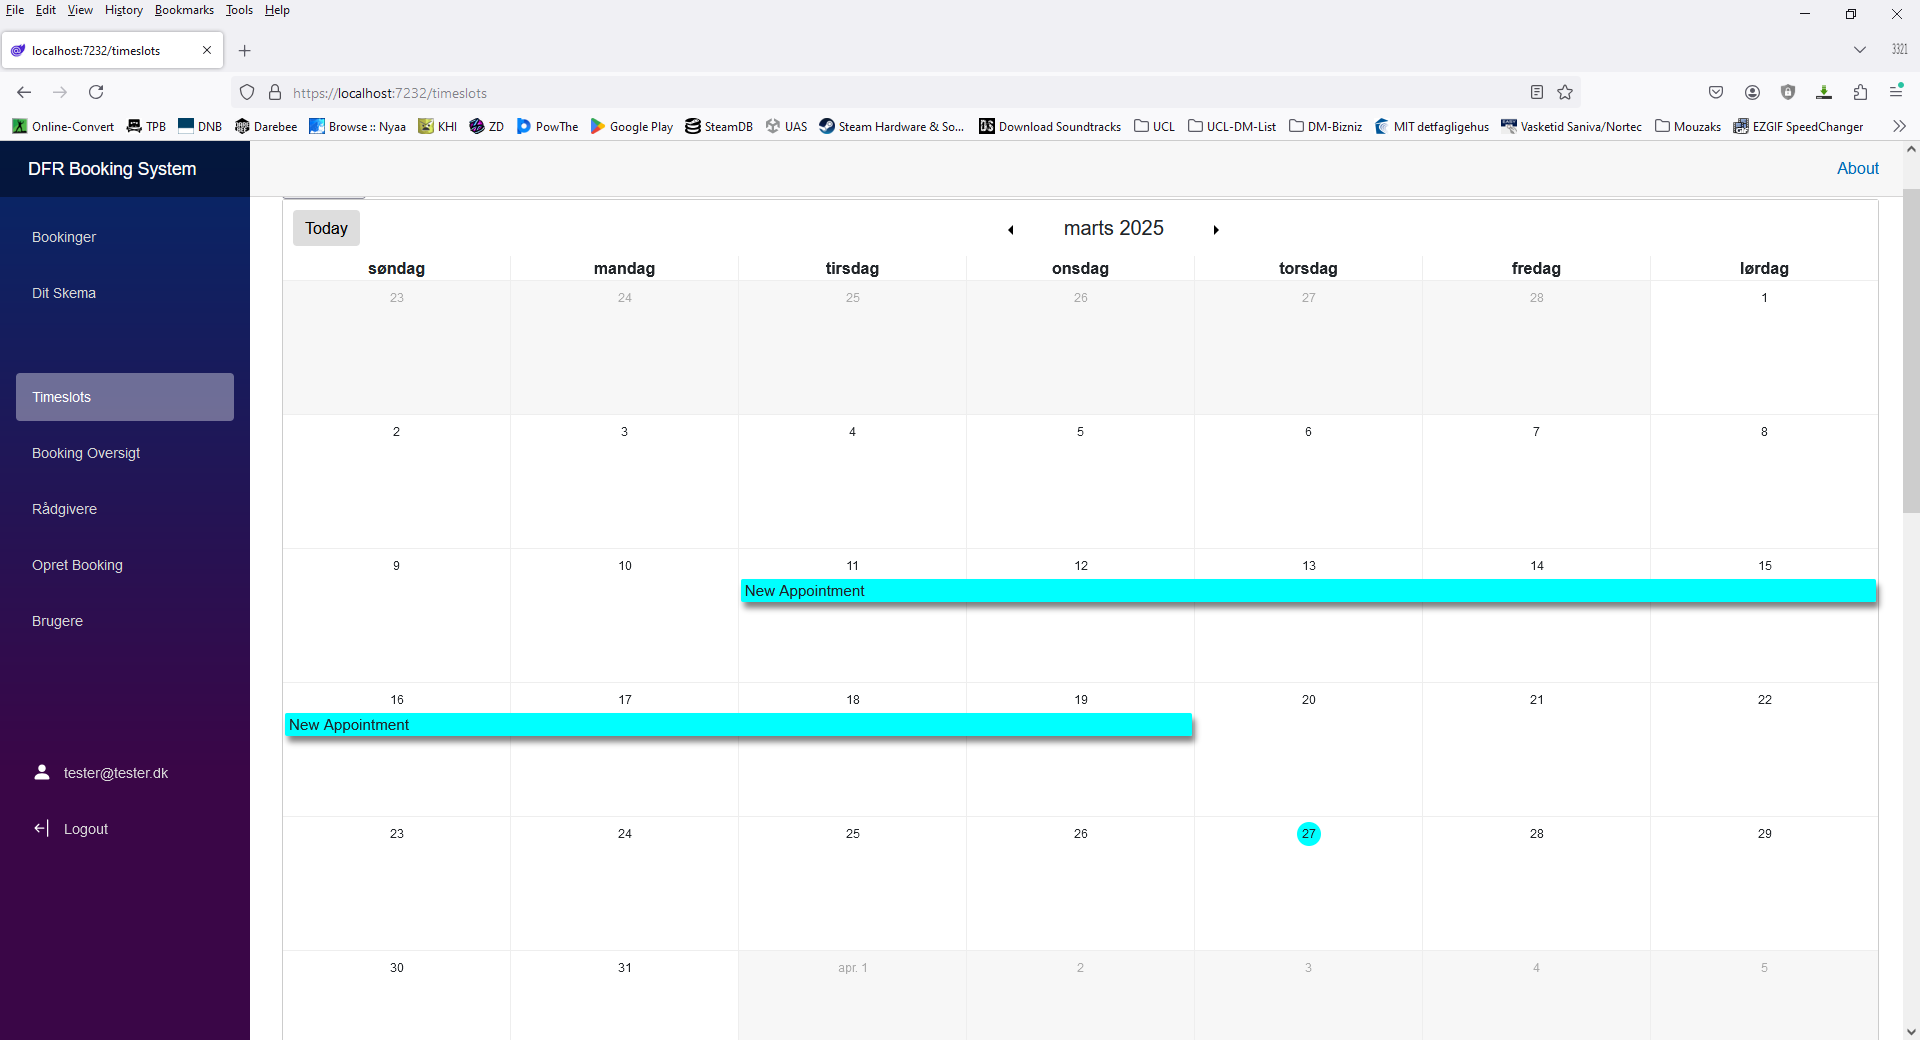 File Edit View History Bookmarks Tools Help
localhost:7232/timeslots
3321
https://localhost:7232/timeslots
Online-Convert TPB DNB Darebee Browse :: Nyaa KHI ZD PowThe Google Play SteamDB UAS Steam Hardware & So... Download Soundtracks UCL UCL-DM-List DM-Bizniz MIT detfagligehus Vasketid Saniva/Nortec Mouzaks EZGIF SpeedChanger
DFR Booking System
About
Bookinger
Dit Skema
Timeslots
Booking Oversigt
Rådgivere
Opret Booking
Brugere
tester@tester.dk
Logout
Today
marts 2025
søndag mandag tirsdag onsdag torsdag fredag lørdag
23 24 25 26 27 28 1
2 3 4 5 6 7 8
9 10 11 12 13 14 15
New Appointment
16 17 18 19 20 21 22
New Appointment
23 24 25 26 27 28 29
30 31 apr. 1 2 3 4 5